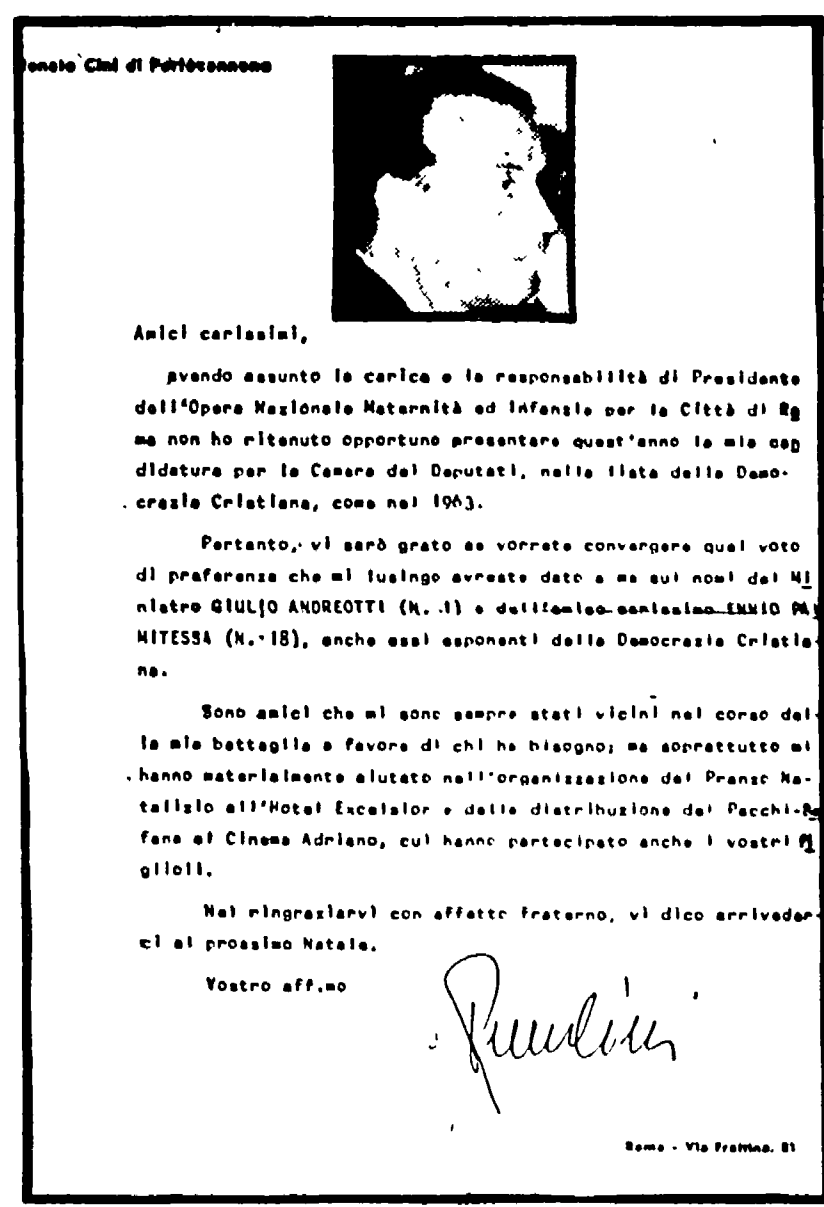 Cini di Portocannone
Amici carissimi,
avendo assunto la carica e la responsabilità di Presidente
dell'Opera Nazionale Maternità ed Infanzia per la Città di Ro
ma non ho ritenuto opportuno presentare quest'anno la mia can
didatura per la Camera dei Deputati, nella lista della Demo-
crazia Cristiana, come nel 1963.
Pertanto, vi sarò grato se vorrete convergere quel voto
di preferenza che mi lusingo avreste dato a me sui nomi del Mi
nistro GIULIO ANDREOTTI (N. 1) e dell'amico carissimo ENNIO PA
MITESSA (N. 18), anche essi esponenti della Democrazia Cristia-
na.
Sono amici che mi sono sempre stati vicini nel corso del-
la mia battaglia a favore di chi ha bisogno; ma soprattutto mi
hanno materialmente aiutato nell'organizzazione del Pranzo Na-
talizio all'Hotel Excelsior e della distribuzione dei Pacchi-Be
fana al Cinema Adriano, cui hanno partecipato anche i vostri fi
glioli.
Nel ringraziarvi con affetto fraterno, vi dico arriveder-
ci al prossimo Natale.
Vostro aff.mo
Roma - Via Frattina, 81